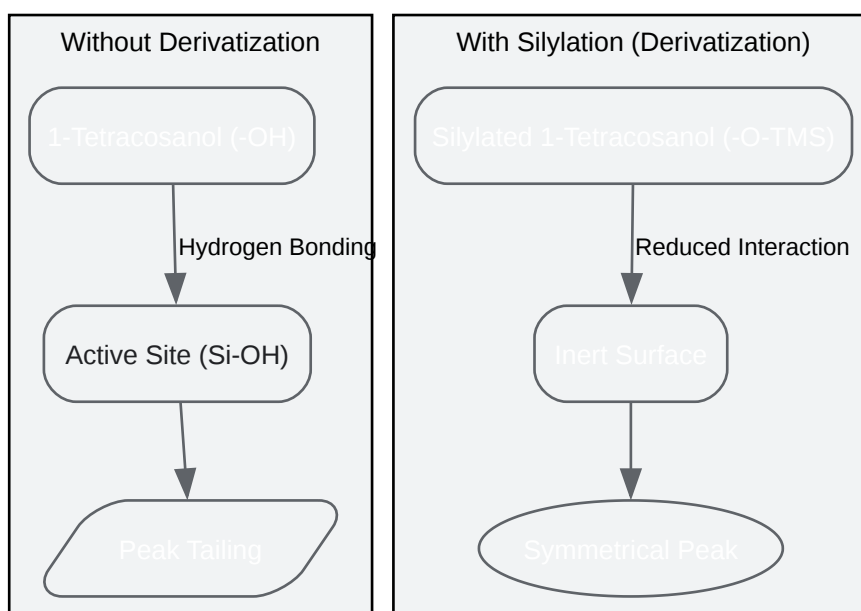 Without Derivatization
1-Tetracosanol (-OH)
Hydrogen Bonding
Active Site (Si-OH)
Peak Tailing
With Silylation (Derivatization)
Silylated 1-Tetracosanol (-O-TMS)
Reduced Interaction
Inert Surface
Symmetrical Peak